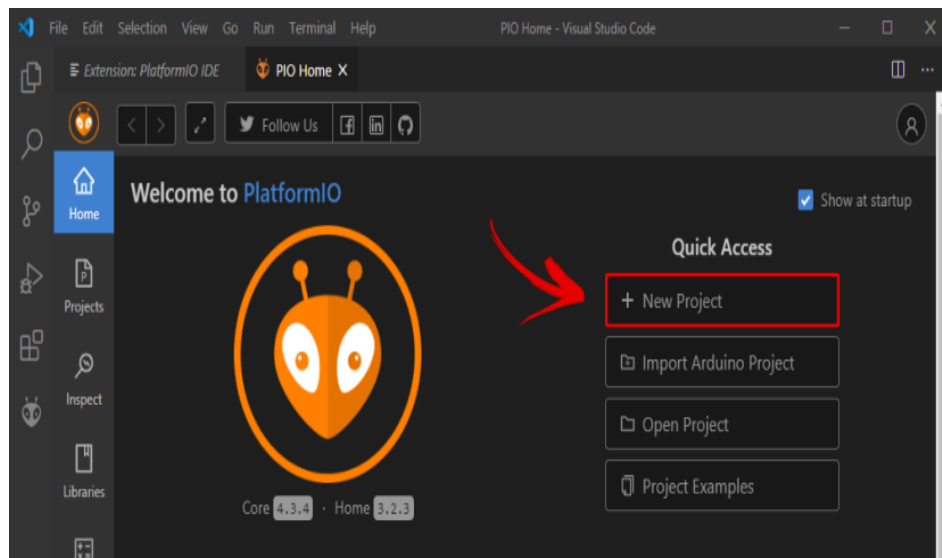 File Edit Selection View Go Run Terminal Help PIO Home - Visual Studio Code
Extension: PlatformIO IDE PIO Home
Follow Us
Home
Welcome to PlatformIO
Show at startup
Quick Access
Projects
New Project
Inspect
Import Arduino Project
Open Project
Libraries
Project Examples
Core 4.3.4 · Home 3.2.3